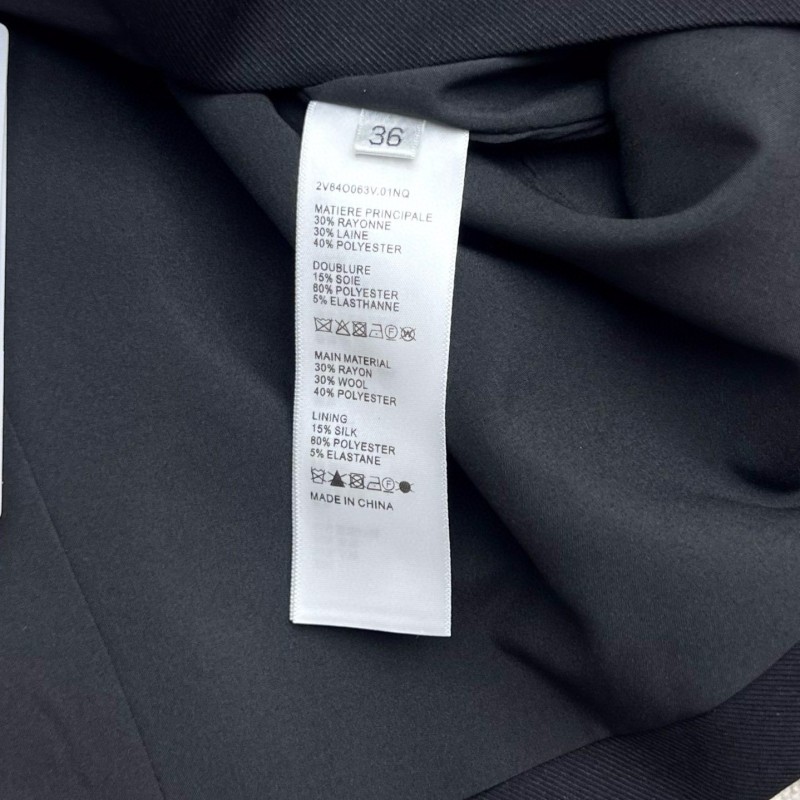 36
2V84O063V.01NQ
MATIERE PRINCIPALE
30% RAYONNE
30% LAINE
40% POLYESTER
DOUBLURE
15% SOIE
80% POLYESTER
5% ELASTHANNE
MAIN MATERIAL
30% RAYON
30% WOOL
40% POLYESTER
LINING
15% SILK
80% POLYESTER
5% ELASTANE
MADE IN CHINA